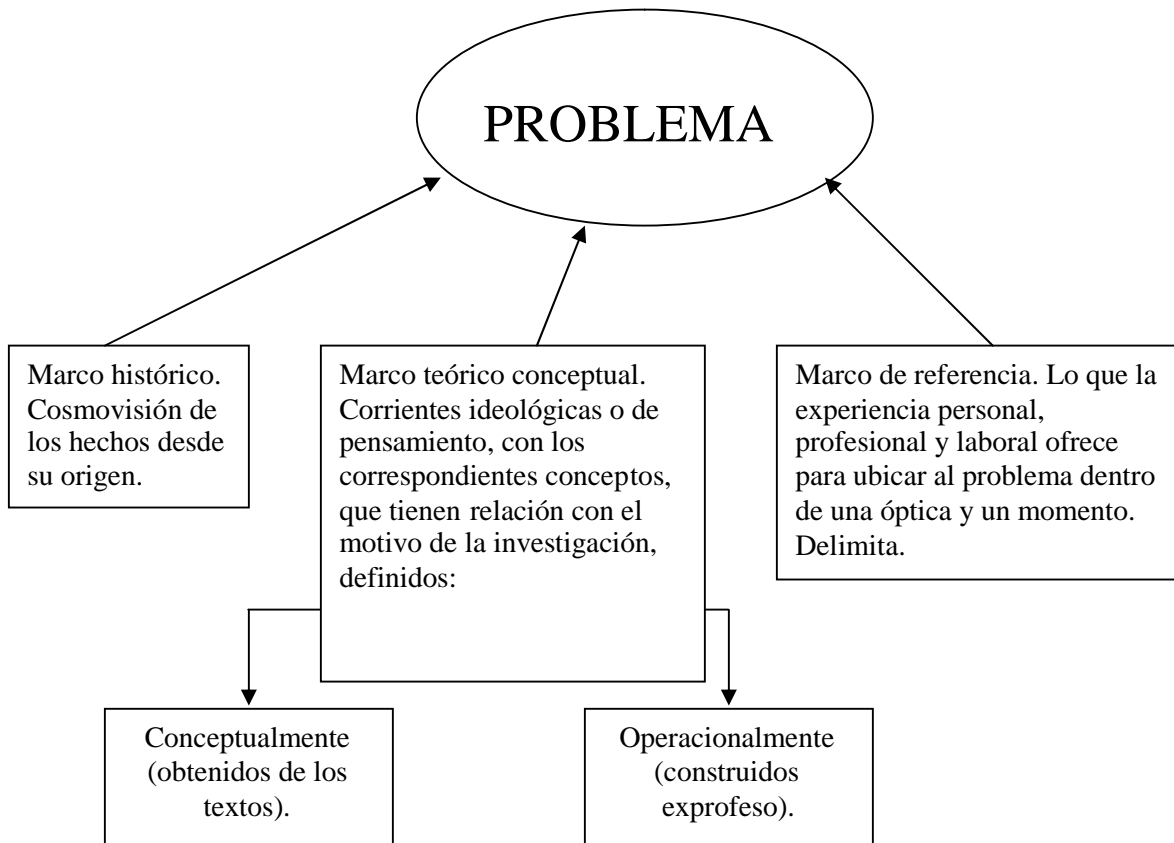 PROBLEMA
Marco histórico.
Cosmovisión de
los hechos desde
su origen.
Marco teórico conceptual.
Corrientes ideológicas o de
pensamiento, con los
correspondientes conceptos,
que tienen relación con el
motivo de la investigación,
definidos:
Marco de referencia. Lo que la
experiencia personal,
profesional y laboral ofrece
para ubicar al problema dentro
de una óptica y un momento.
Delimita.
Conceptualmente
(obtenidos de los
textos).
Operacionalmente
(construidos
exprofeso).